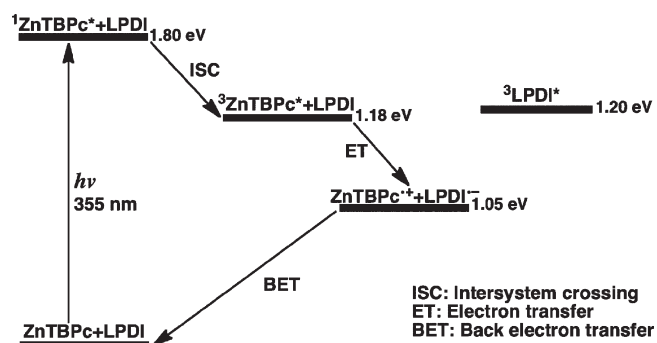 ¹ZnTBPc*+LPDI
1.80 eV
ISC
³ZnTBPc*+LPDI
1.18 eV
³LPDI*
1.20 eV
ET
hν
355 nm
ZnTBPc•⁺+LPDI•⁻
1.05 eV
BET
ZnTBPc+LPDI
ISC: Intersystem crossing
ET: Electron transfer
BET: Back electron transfer